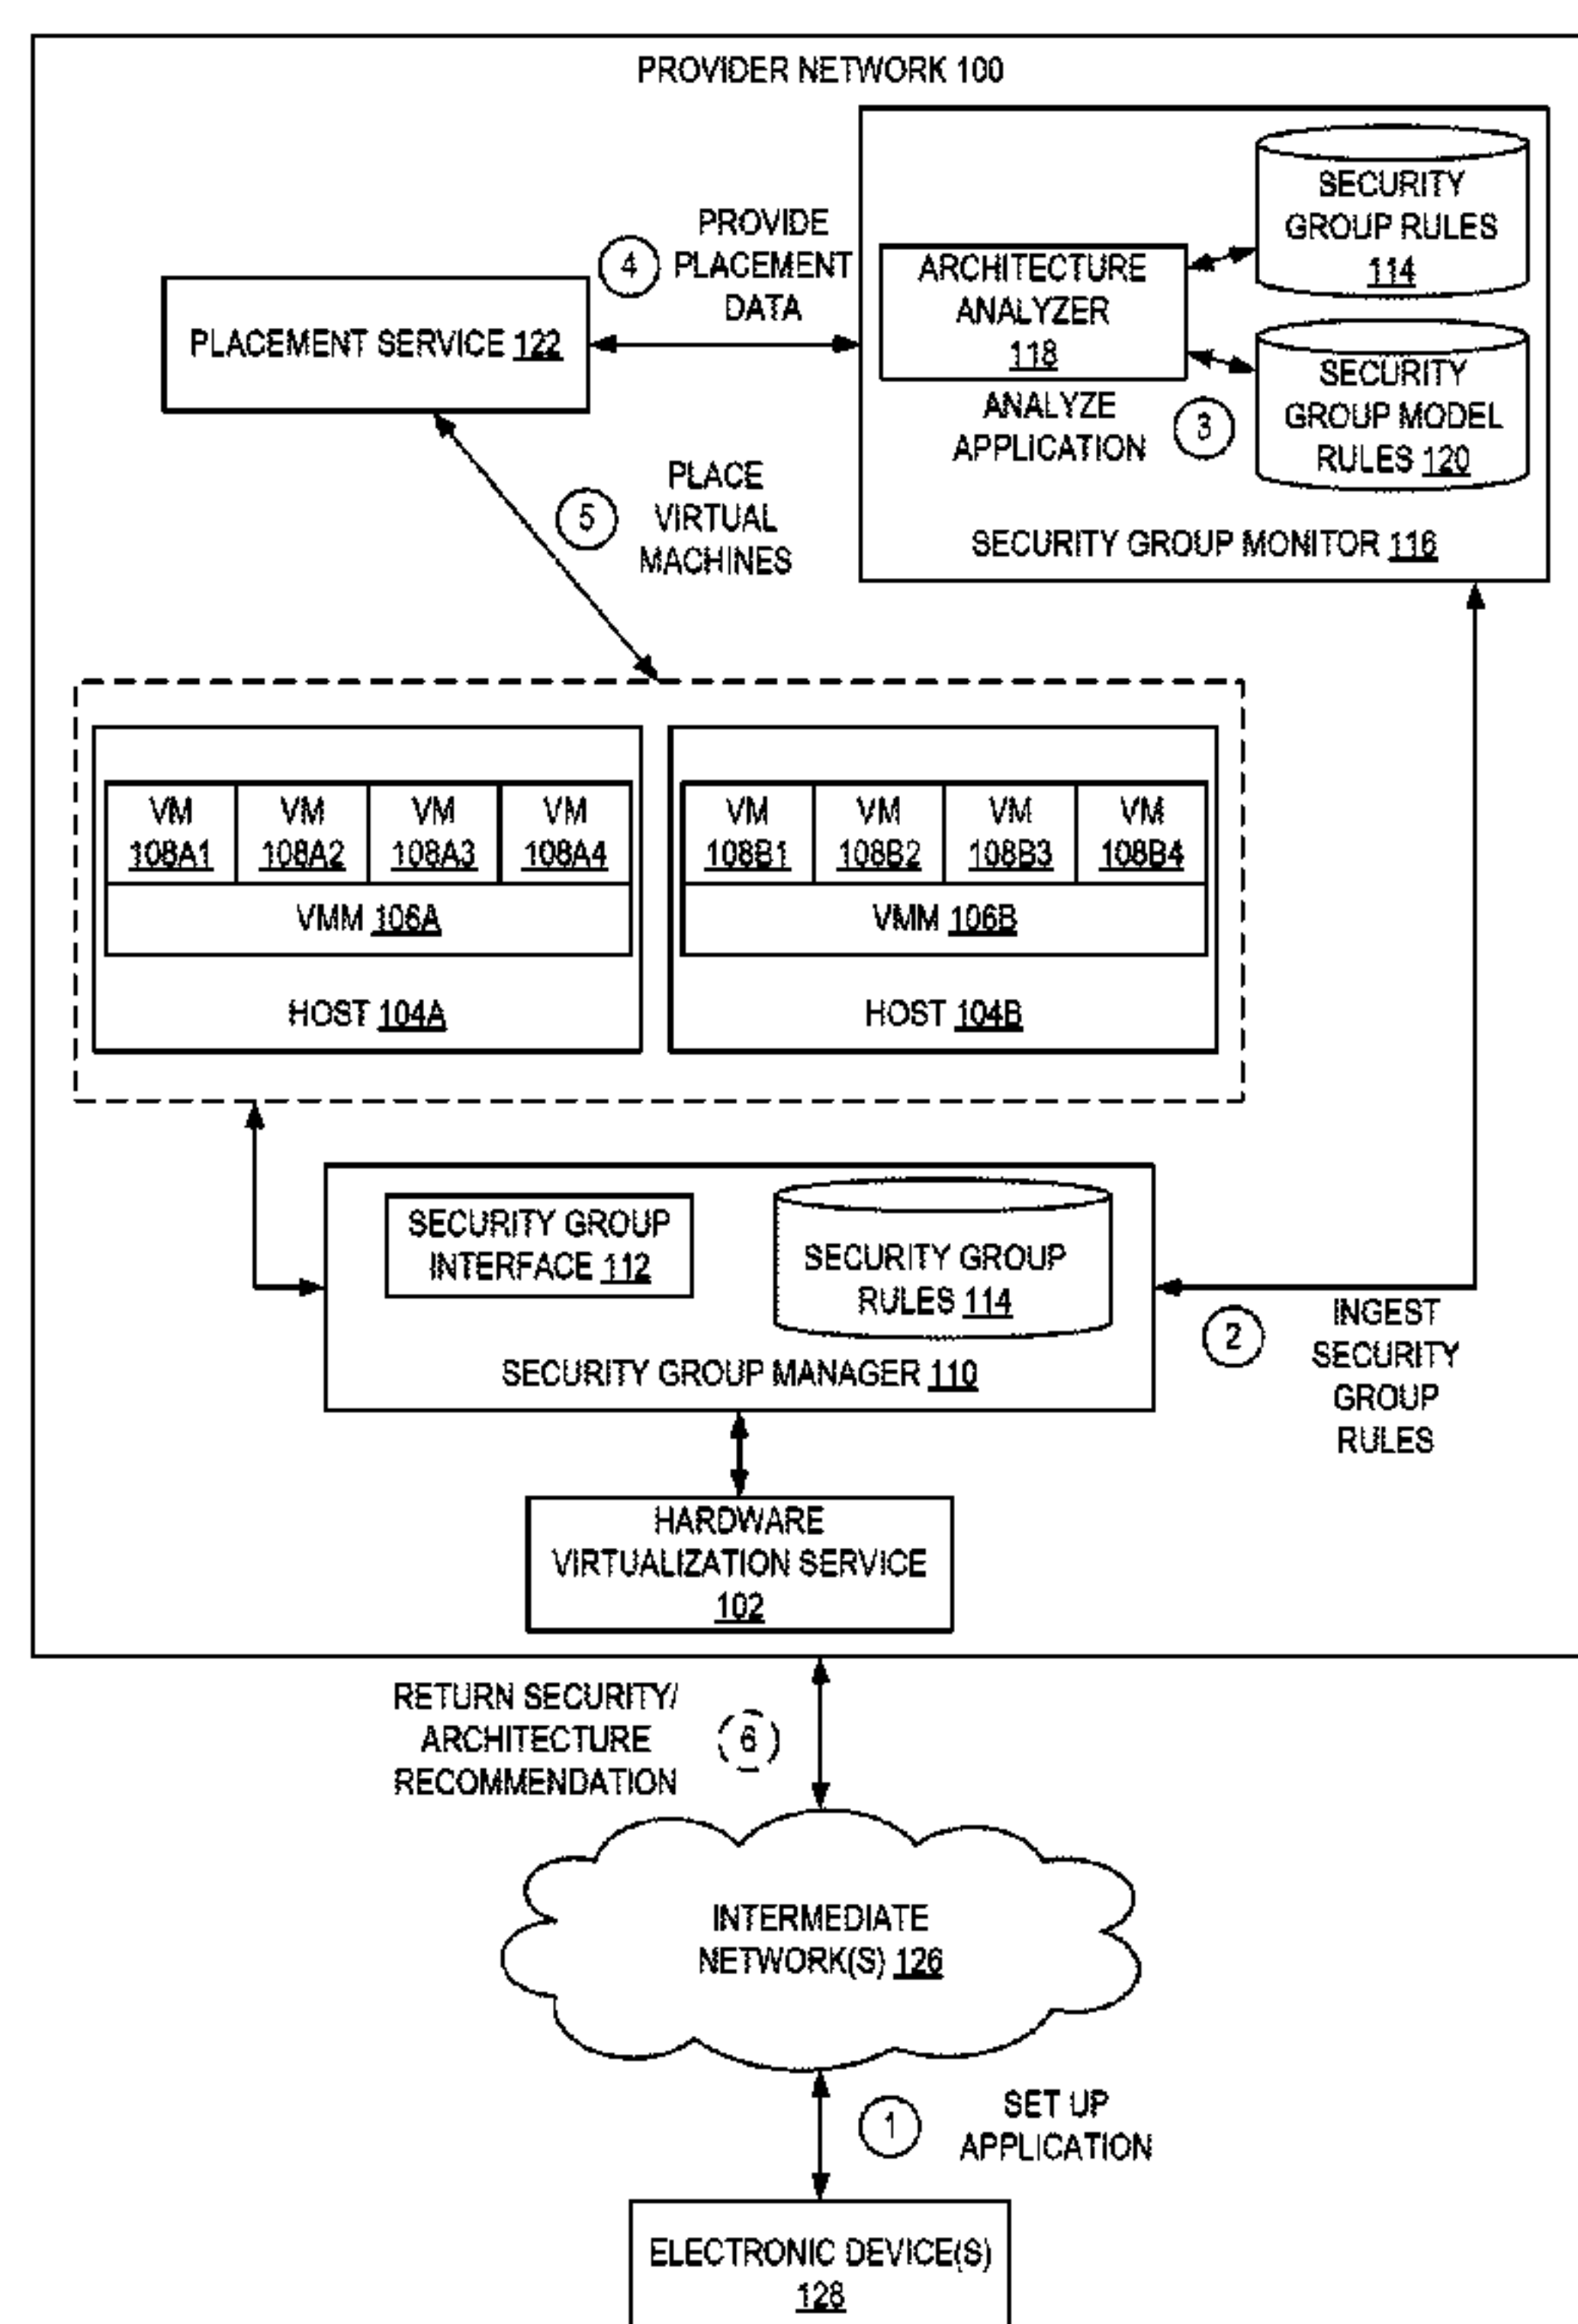 PROVIDER NETWORK 100
SECURITY
GROUP RULES
114
PROVIDE
PLACEMENT
DATA
4
ARCHITECTURE
ANALYZER
118
PLACEMENT SERVICE 122
SECURITY
GROUP MODEL
RULES 120
ANALYZE
APPLICATION
3
SECURITY GROUP MONITOR 116
PLACE
VIRTUAL
MACHINES
5
VM
108A1
VM
108A2
VM
108A3
VM
108A4
VMM 106A
HOST 104A
VM
108B1
VM
108B2
VM
108B3
VM
108B4
VMM 106B
HOST 104B
SECURITY GROUP
INTERFACE 112
SECURITY GROUP
RULES 114
SECURITY GROUP MANAGER 110
2
INGEST
SECURITY
GROUP
RULES
HARDWARE
VIRTUALIZATION SERVICE
102
RETURN SECURITY/
ARCHITECTURE
RECOMMENDATION
6
INTERMEDIATE
NETWORK(S) 126
1
SET UP
APPLICATION
ELECTRONIC DEVICE(S)
128